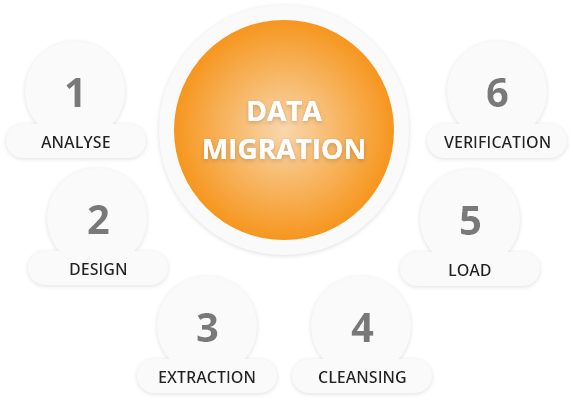 DATA
MIGRATION
1
ANALYSE
2
DESIGN
3
EXTRACTION
4
CLEANSING
5
LOAD
6
VERIFICATION